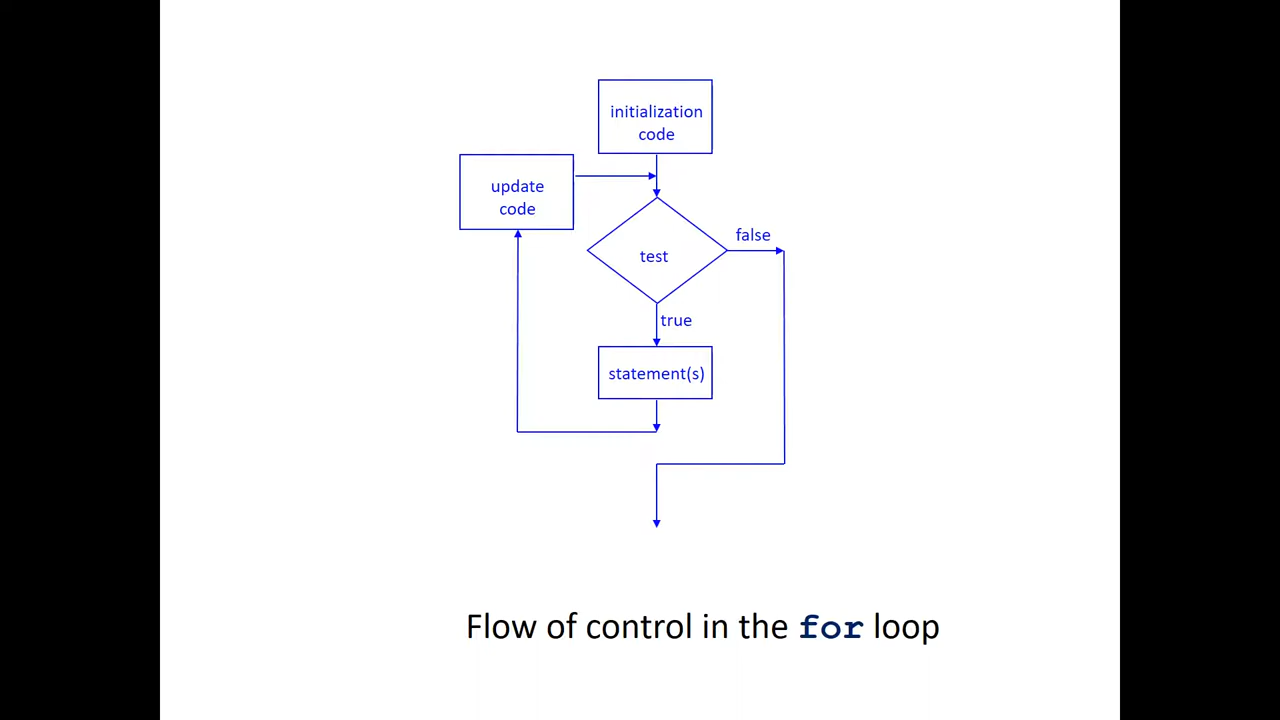 initialization
code
update
code
false
test
true
statement(s)
Flow of control in the for loop